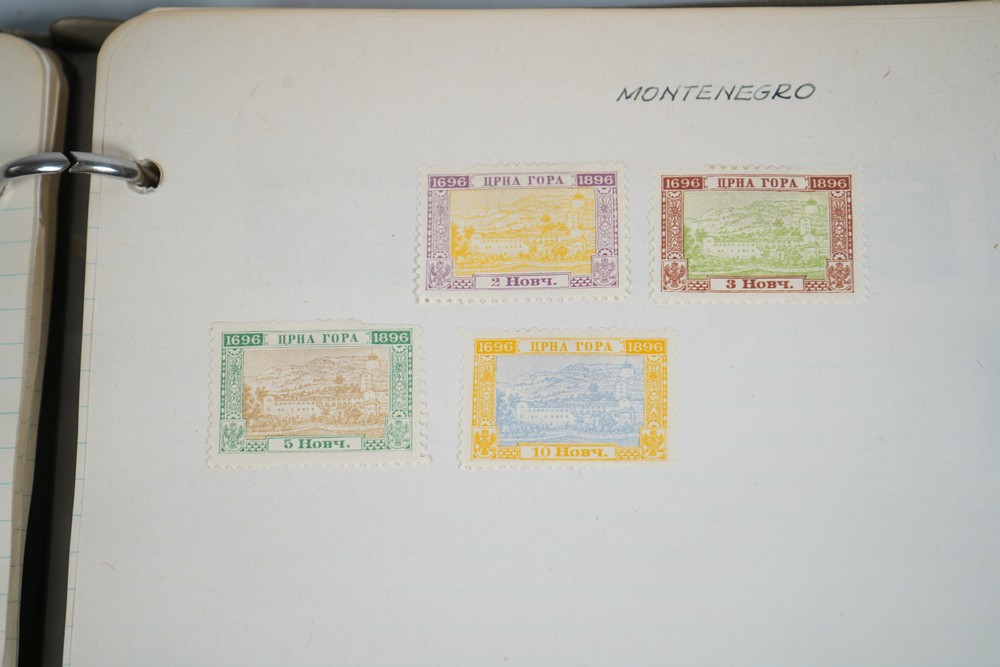 MONTENEGRO
1696 ЦРНА ГОРА 1896
2 Новч.
1696 ЦРНА ГОРА 1896
3 Новч.
1696 ЦРНА ГОРА 1896
5 Новч.
1696 ЦРНА ГОРА 1896
10 Новч.